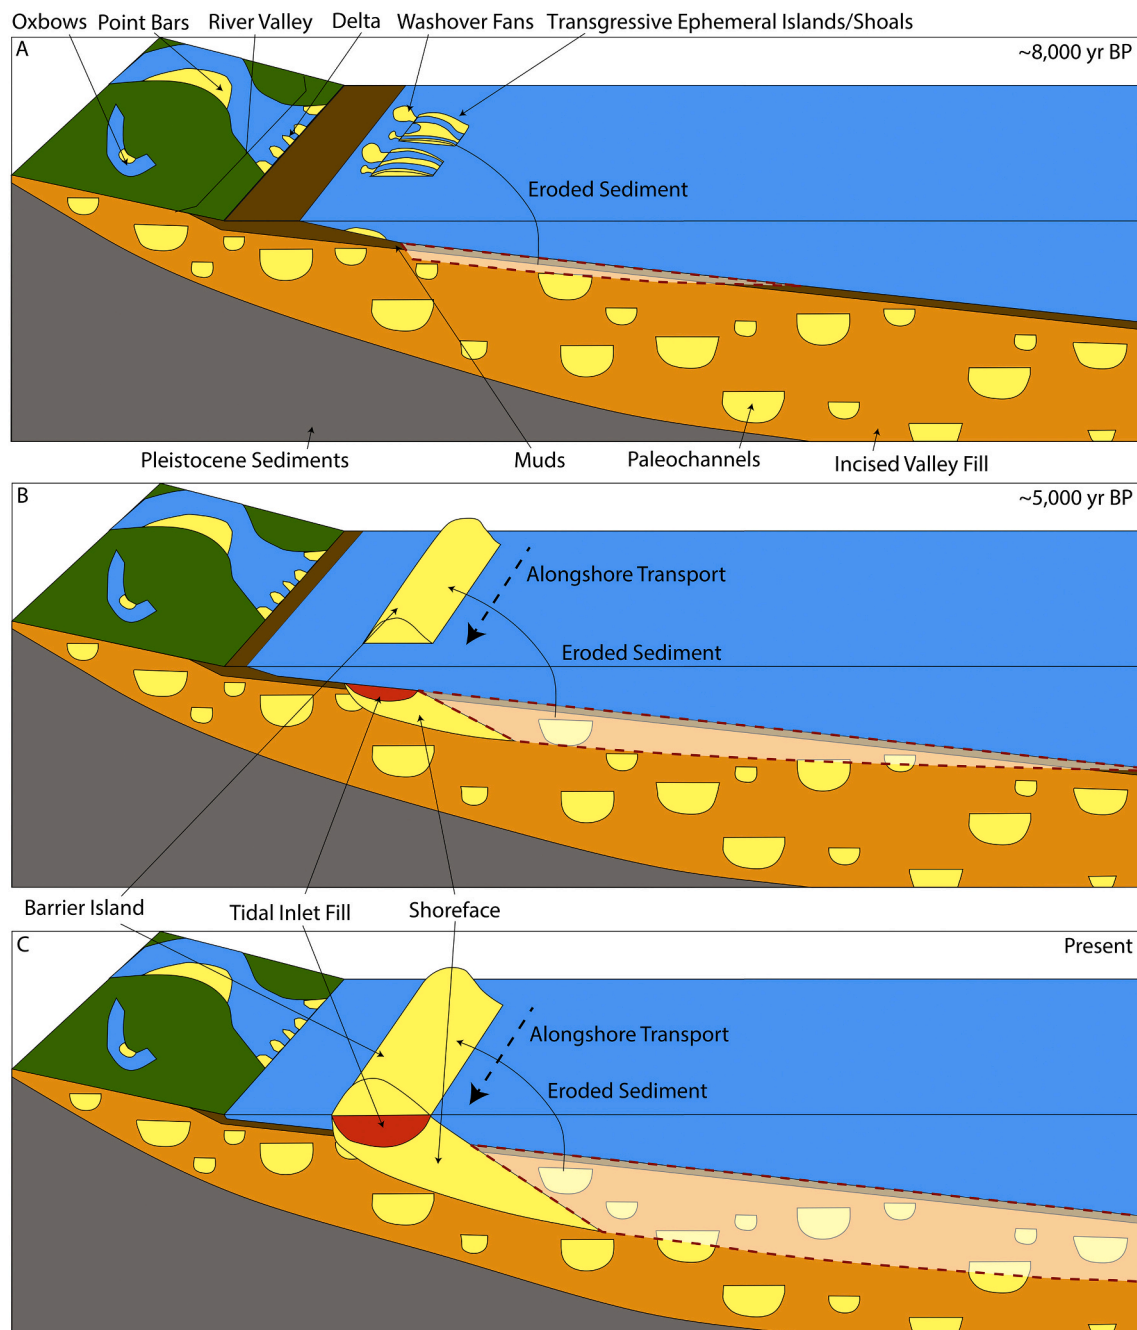 Oxbows Point Bars River Valley Delta Washover Fans Transgressive Ephemeral Islands/Shoals
A
~8,000 yr BP
Eroded Sediment
Pleistocene Sediments Muds Paleochannels Incised Valley Fill
B
~5,000 yr BP
Alongshore Transport
Eroded Sediment
Barrier Island Tidal Inlet Fill Shoreface
C
Present
Alongshore Transport
Eroded Sediment